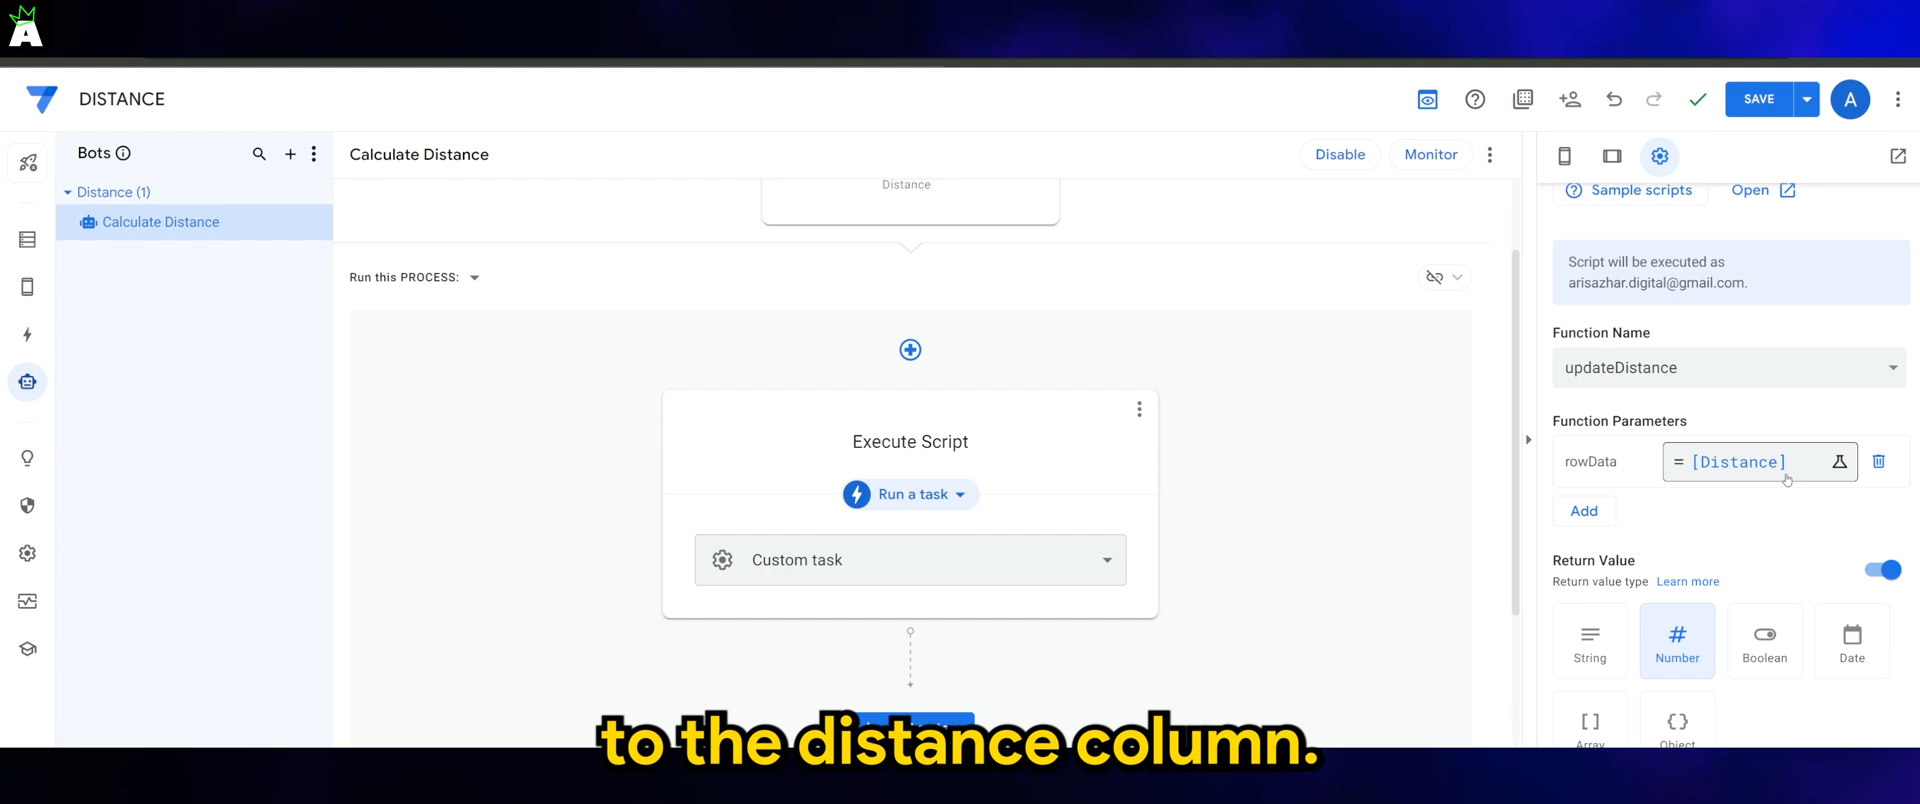 A
DISTANCE
SAVE
A
Bots
Distance (1)
Calculate Distance
Calculate Distance
Disable
Monitor
Distance
Run this PROCESS:
Execute Script
Run a task
Custom task
Sample scripts
Open
Script will be executed as
arisazhar.digital@gmail.com.
Function Name
updateDistance
Function Parameters
rowData
= [Distance]
Add
Return Value
Return value type Learn more
String
Number
Boolean
Date
Array
Object
to the distance column.